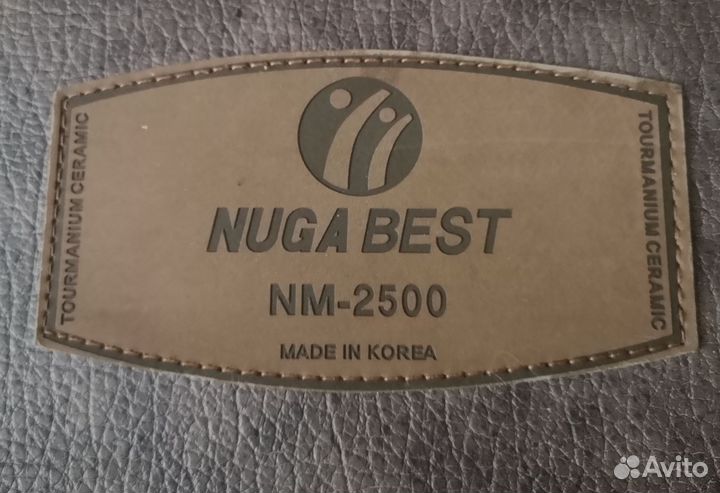 TOURMANIUM CERAMIC
NUGA BEST
NM-2500
MADE IN KOREA
TOURMANIUM CERAMIC
Avito